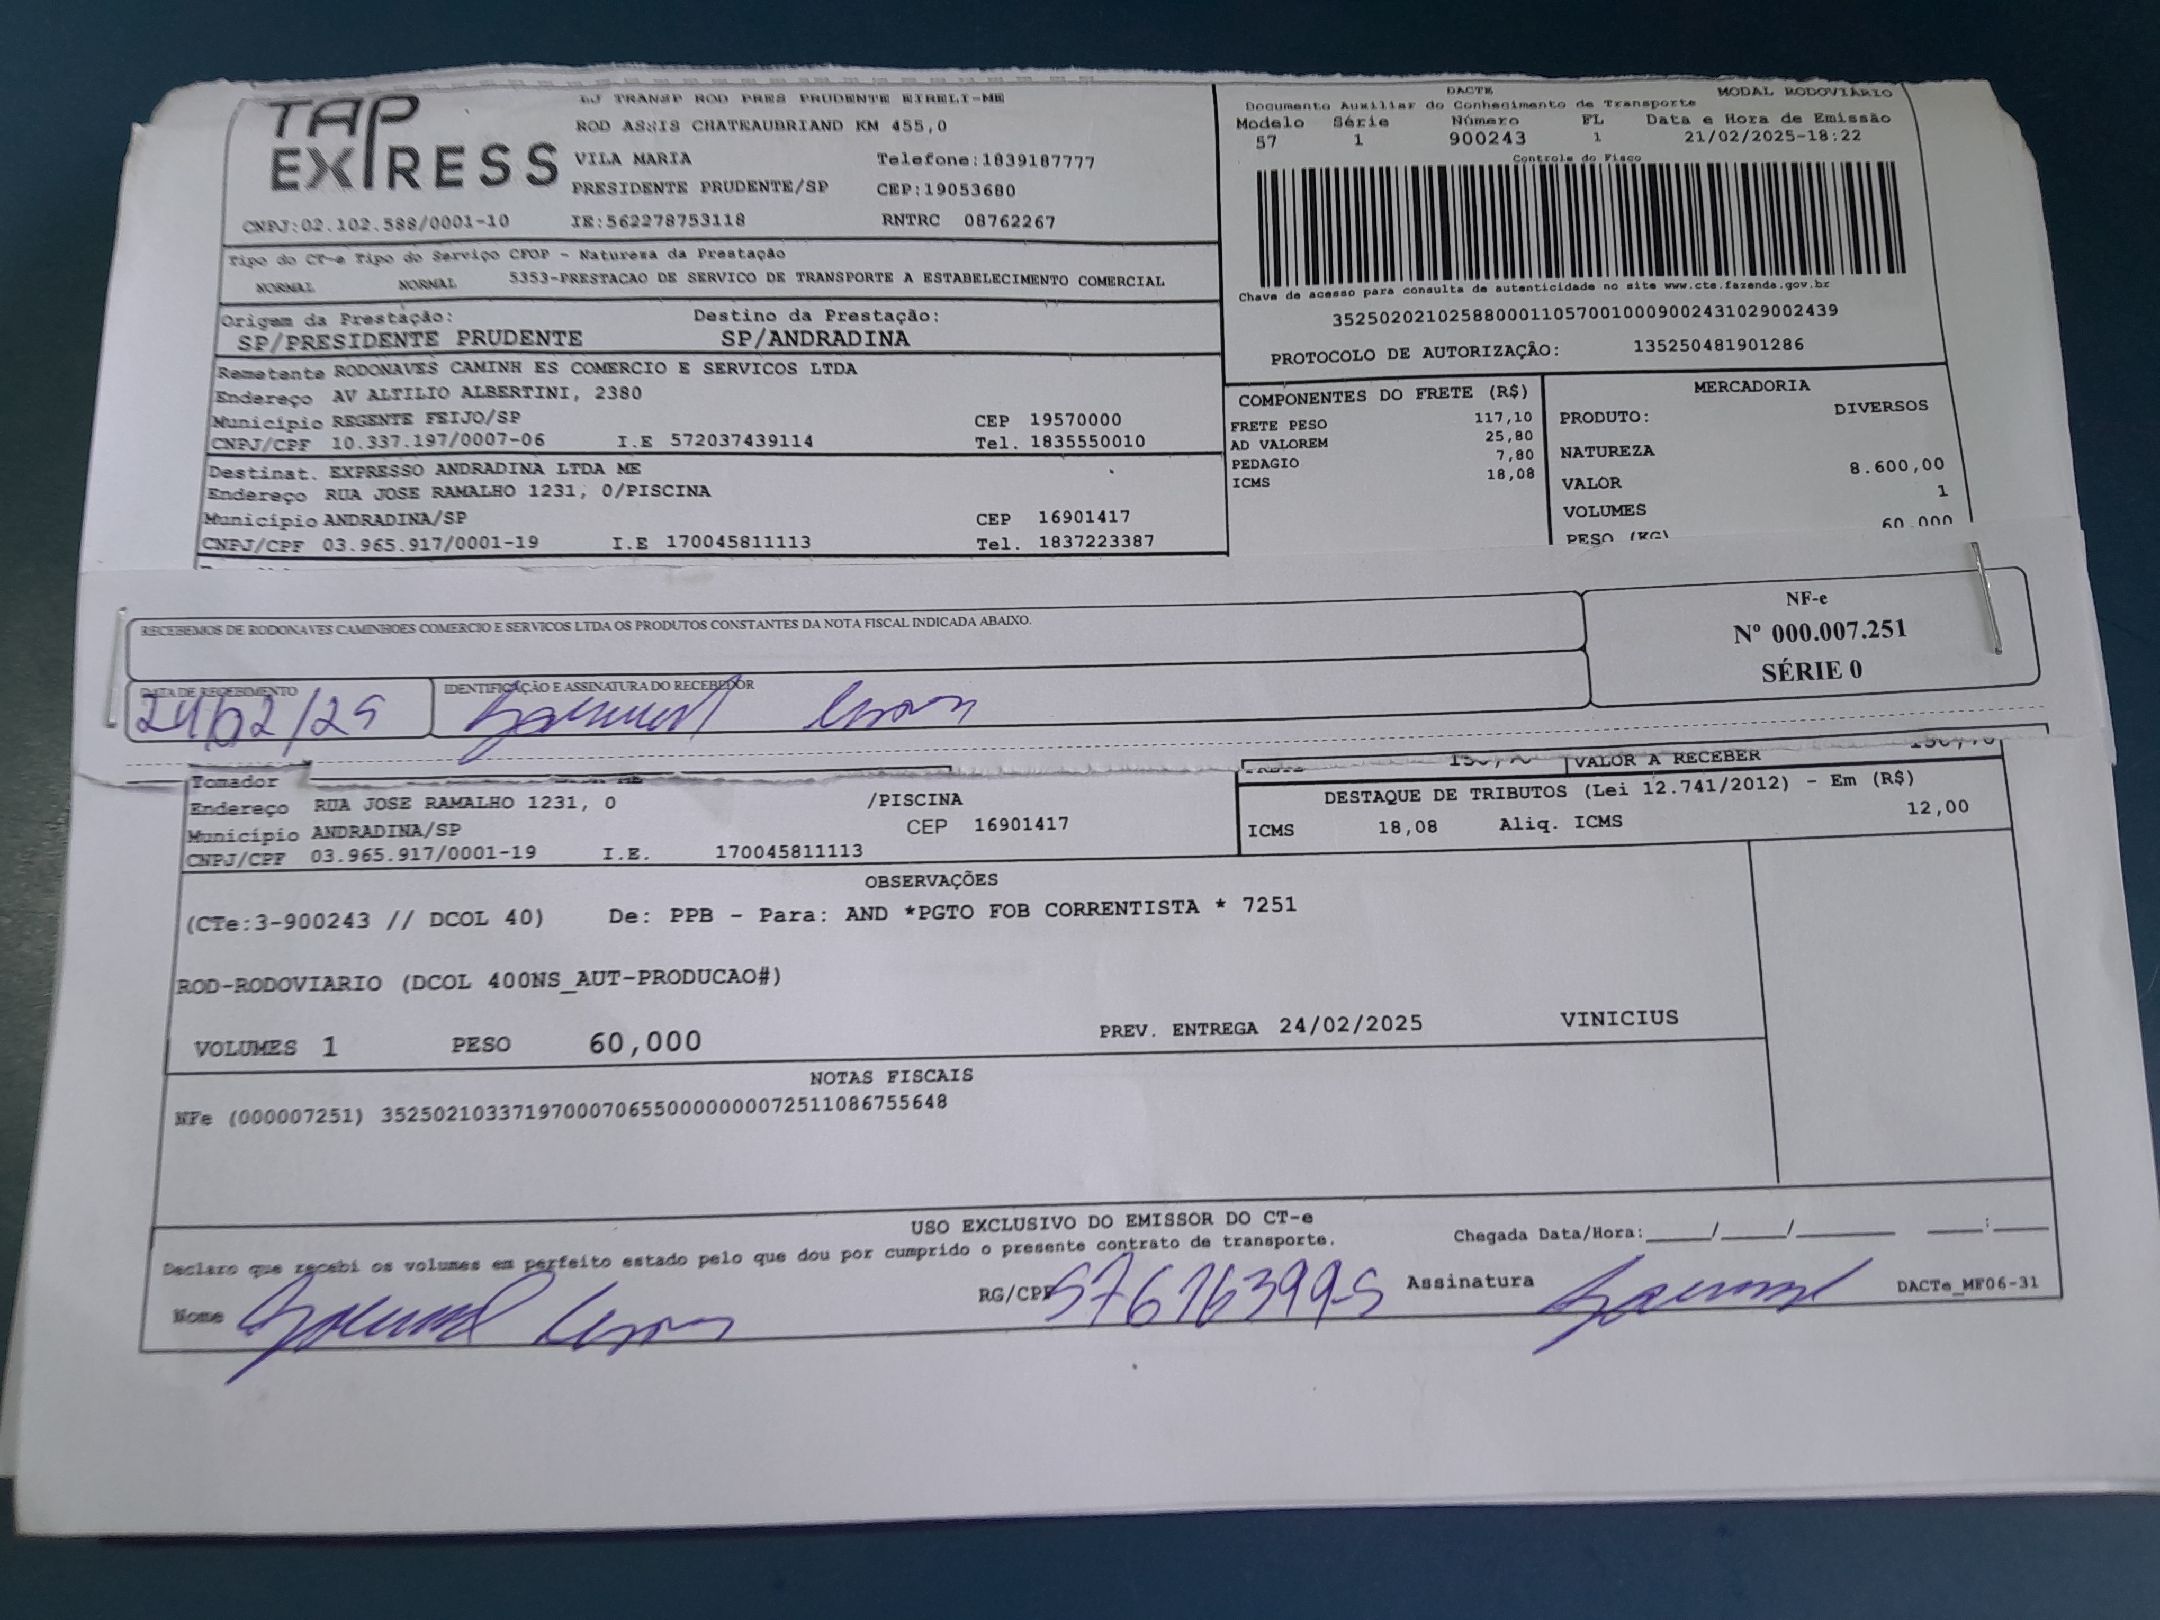 TAP
EXPRESS
LJ TRANSP ROD PRES PRUDENTE EIRELI-ME
ROD ASSIS CHATEAUBRIAND KM 455,0
VILA MARIA Telefone:1839187777
PRESIDENTE PRUDENTE/SP CEP:19053680
CNPJ:02.102.588/0001-10 IE:562278753118 RNTRC 08762267
DACTE MODAL RODOVIÁRIO
Documento Auxiliar do Conhecimento de Transporte
Modelo Série Número FL Data e Hora de Emissão
57 1 900243 1 21/02/2025-18:22
Controle do Fisco
Chave de acesso para consulta de autenticidade no site www.cte.fazenda.gov.br
35250202102588000110570010009002431029002439
PROTOCOLO DE AUTORIZAÇÃO: 135250481901286
Tipo do CT-e Tipo do Serviço CFOP - Natureza da Prestação
NORMAL NORMAL 5353-PRESTACAO DE SERVICO DE TRANSPORTE A ESTABELECIMENTO COMERCIAL
Origem da Prestação: Destino da Prestação:
SP/PRESIDENTE PRUDENTE SP/ANDRADINA
Remetente RODONAVES CAMINH ES COMERCIO E SERVICOS LTDA
Endereço AV ALTILIO ALBERTINI, 2380
Município REGENTE FEIJO/SP CEP 19570000
CNPJ/CPF 10.337.197/0007-06 I.E 572037439114 Tel. 1835550010
Destinat. EXPRESSO ANDRADINA LTDA ME
Endereço RUA JOSE RAMALHO 1231, 0/PISCINA
Município ANDRADINA/SP CEP 16901417
CNPJ/CPF 03.965.917/0001-19 I.E 170045811113 Tel. 1837223387
COMPONENTES DO FRETE (R$)
FRETE PESO 117,10
AD VALOREM 25,80
PEDAGIO 7,80
ICMS 18,08
MERCADORIA
PRODUTO: DIVERSOS
NATUREZA
VALOR 8.600,00
VOLUMES 1
PESO (KG) 60,000
RECEBEMOS DE RODONAVES CAMINHOES COMERCIO E SERVICOS LTDA OS PRODUTOS CONSTANTES DA NOTA FISCAL INDICADA ABAIXO.
NF-e
Nº 000.007.251
SÉRIE 0
DATA DE RECEBIMENTO IDENTIFICAÇÃO E ASSINATURA DO RECEBEDOR
24/02/25
VALOR A RECEBER
Tomador
Endereço RUA JOSE RAMALHO 1231, 0 /PISCINA
Município ANDRADINA/SP CEP 16901417
CNPJ/CPF 03.965.917/0001-19 I.E. 170045811113
DESTAQUE DE TRIBUTOS (Lei 12.741/2012) - Em (R$)
ICMS 18,08 Aliq. ICMS 12,00
OBSERVAÇÕES
(CTe:3-900243 // DCOL 40) De: PPB - Para: AND *PGTO FOB CORRENTISTA * 7251
ROD-RODOVIARIO (DCOL 400NS_AUT-PRODUCAO#)
VOLUMES 1 PESO 60,000 PREV. ENTREGA 24/02/2025 VINICIUS
NOTAS FISCAIS
NFe (000007251) 35250210337197000706550000000072511086755648
USO EXCLUSIVO DO EMISSOR DO CT-e
Declaro que recebi os volumes em perfeito estado pelo que dou por cumprido o presente contrato de transporte.
Chegada Data/Hora:_____/_____/_______ ____:____
Nome RG/CPF 57616399-5 Assinatura DACTe_MF06-31